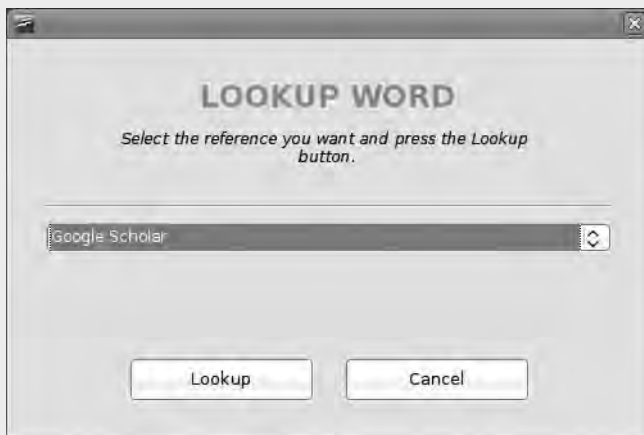 LOOKUP WORD
Select the reference you want and press the Lookup
button.
Google Scholar
Lookup
Cancel